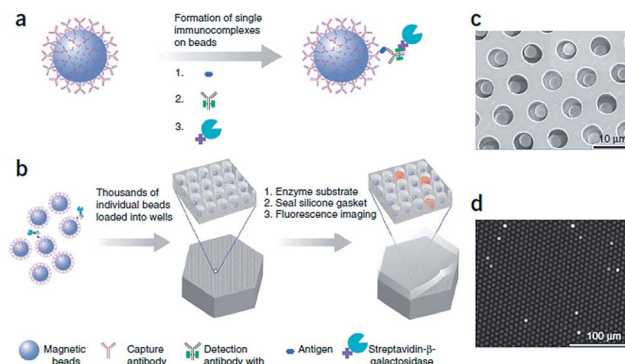 a
Formation of single
immunocomplexes
on beads
1.
2.
3.
c
10 μm
b
Thousands of
individual beads
loaded into wells
1. Enzyme substrate
2. Seal silicone gasket
3. Fluorescence imaging
d
100 μm
Magnetic
beads
Capture
antibody
Detection
antibody with
Antigen
Streptavidin-β-
galactosidase